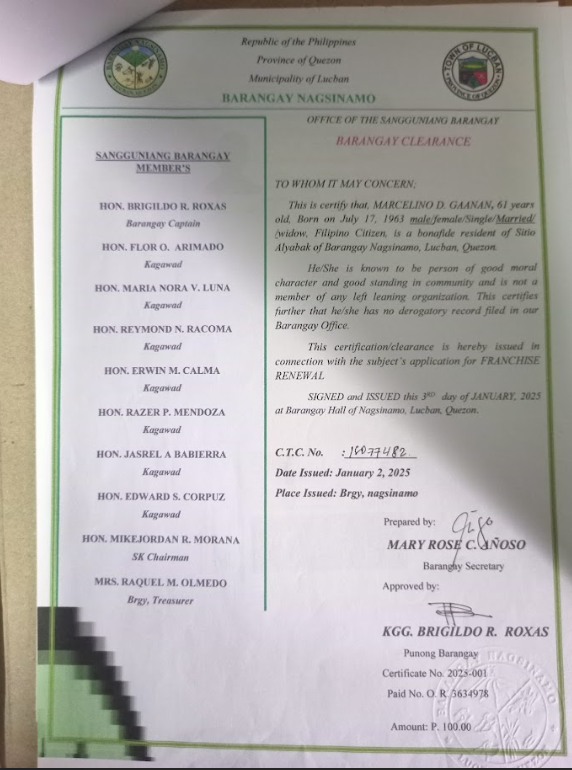 Republic of the Philippines
Province of Quezon
Municipality of Lucban
BARANGAY NAGSINAMO
TOWN OF LUCBAN
PROVINCE OF QUEZON
SANGGUNIANG BARANGAY
MEMBER'S
HON. BRIGILDO R. ROXAS
Barangay Captain
HON. FLOR O. ARIMADO
Kagawad
HON. MARIA NORA V. LUNA
Kagawad
HON. REYMOND N. RACOMA
Kagawad
HON. ERWIN M. CALMA
Kagawad
HON. RAZER P. MENDOZA
Kagawad
HON. JASREL A BABIERRA
Kagawad
HON. EDWARD S. CORPUZ
Kagawad
HON. MIKEJORDAN R. MORANA
SK Chairman
MRS. RAQUEL M. OLMEDO
Brgy, Treasurer
OFFICE OF THE SANGGUNIANG BARANGAY
BARANGAY CLEARANCE
TO WHOM IT MAY CONCERN;
This is certify that, MARCELINO D. GAANAN, 61 years
old, Born on July 17, 1963 male/female/Single/Married/
/widow, Filipino Citizen, is a bonafide resident of Sitio
Alyabak of Barangay Nagsinamo, Lucban, Quezon.
He/She is known to be person of good moral
character and good standing in community and is not a
member of any left leaning organization. This certifies
further that he/she has no derogatory record filed in our
Barangay Office.
This certification/clearance is hereby issued in
connection with the subject's application for FRANCHISE
RENEWAL
SIGNED and ISSUED this 3RD day of JANUARY, 2025
at Barangay Hall of Nagsinamo, Lucban, Quezon.
C.T.C. No. :
Date Issued: January 2, 2025
Place Issued: Brgy, nagsinamo
Prepared by:
MARY ROSE C. AÑOSO
Barangay Secretary
Approved by:
KGG. BRIGILDO R. ROXAS
Punong Barangay
Certificate No. 2025-001
Paid No. O. R. 3634978
Amount: P. 100.00